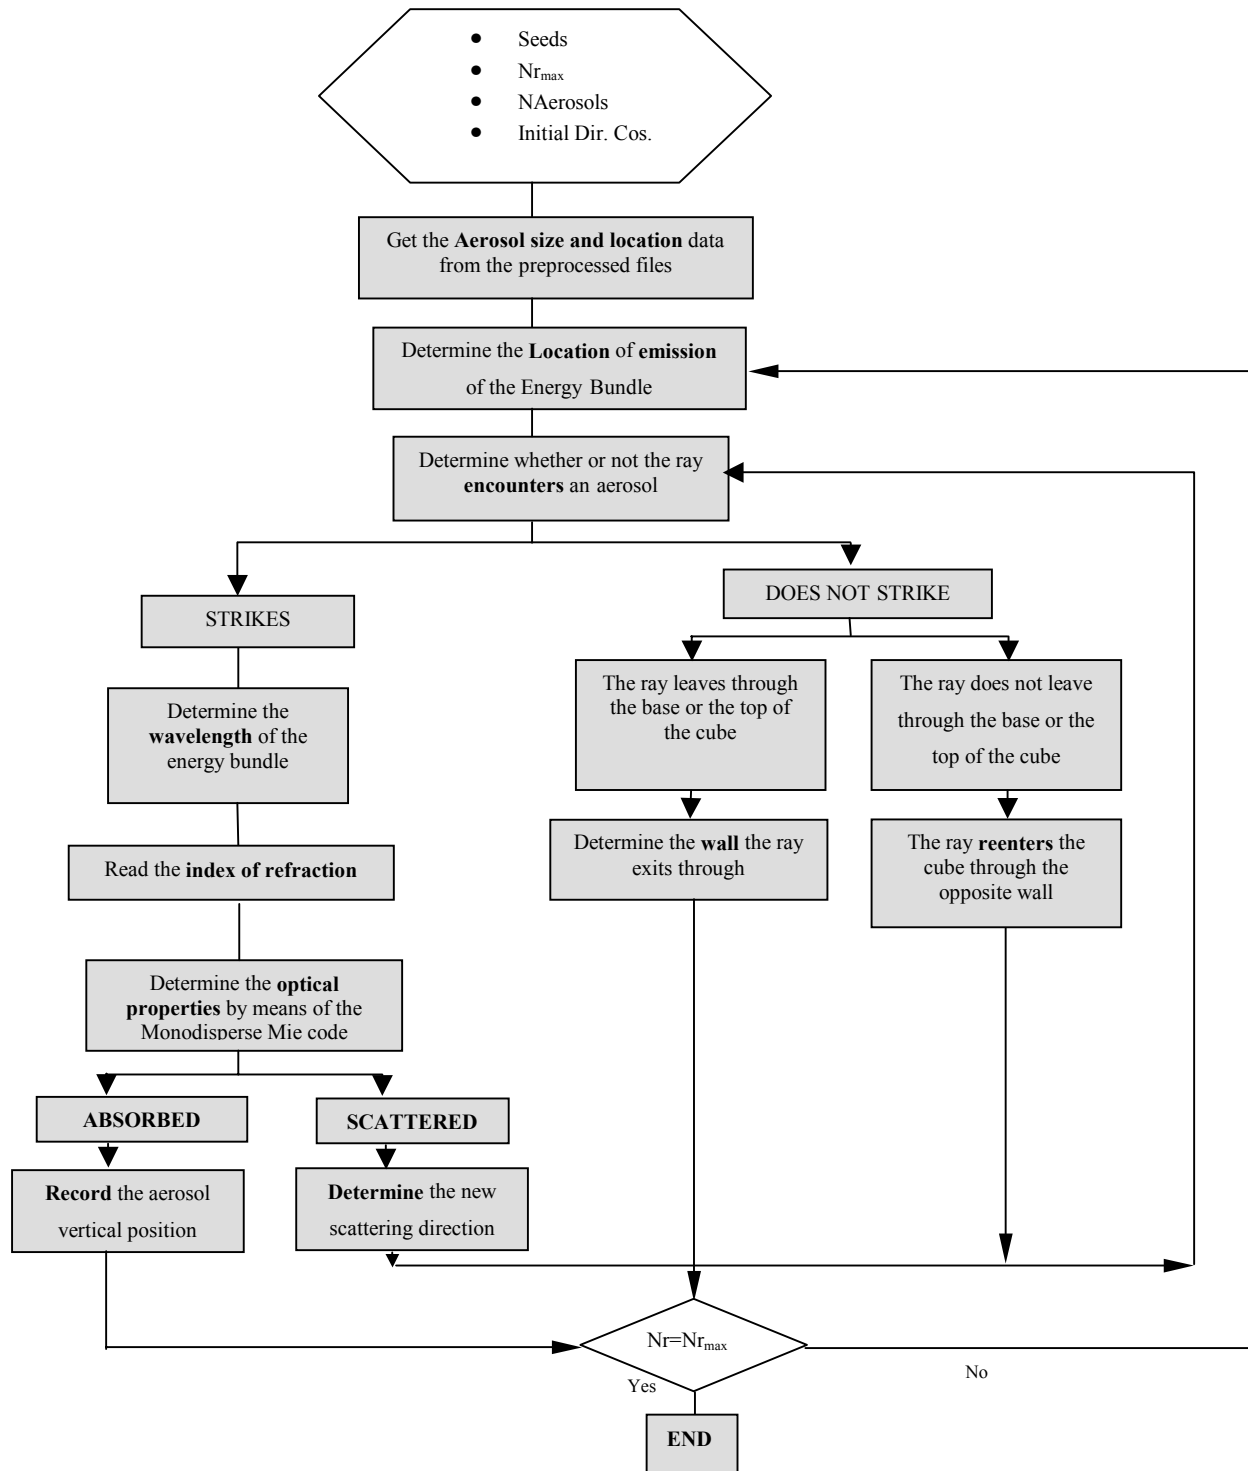 • Seeds
• Nrmax
• NAerosols
• Initial Dir. Cos.
Get the Aerosol size and location data
from the preprocessed files
Determine the Location of emission
of the Energy Bundle
Determine whether or not the ray
encounters an aerosol
STRIKES
DOES NOT STRIKE
Determine the
wavelength of the
energy bundle
The ray leaves through
the base or the top of
the cube
The ray does not leave
through the base or the
top of the cube
Read the index of refraction
Determine the wall the ray
exits through
The ray reenters the
cube through the
opposite wall
Determine the optical
properties by means of the
Monodisperse Mie code
ABSORBED
SCATTERED
Record the aerosol
vertical position
Determine the new
scattering direction
Nr=Nrmax
Yes
No
END